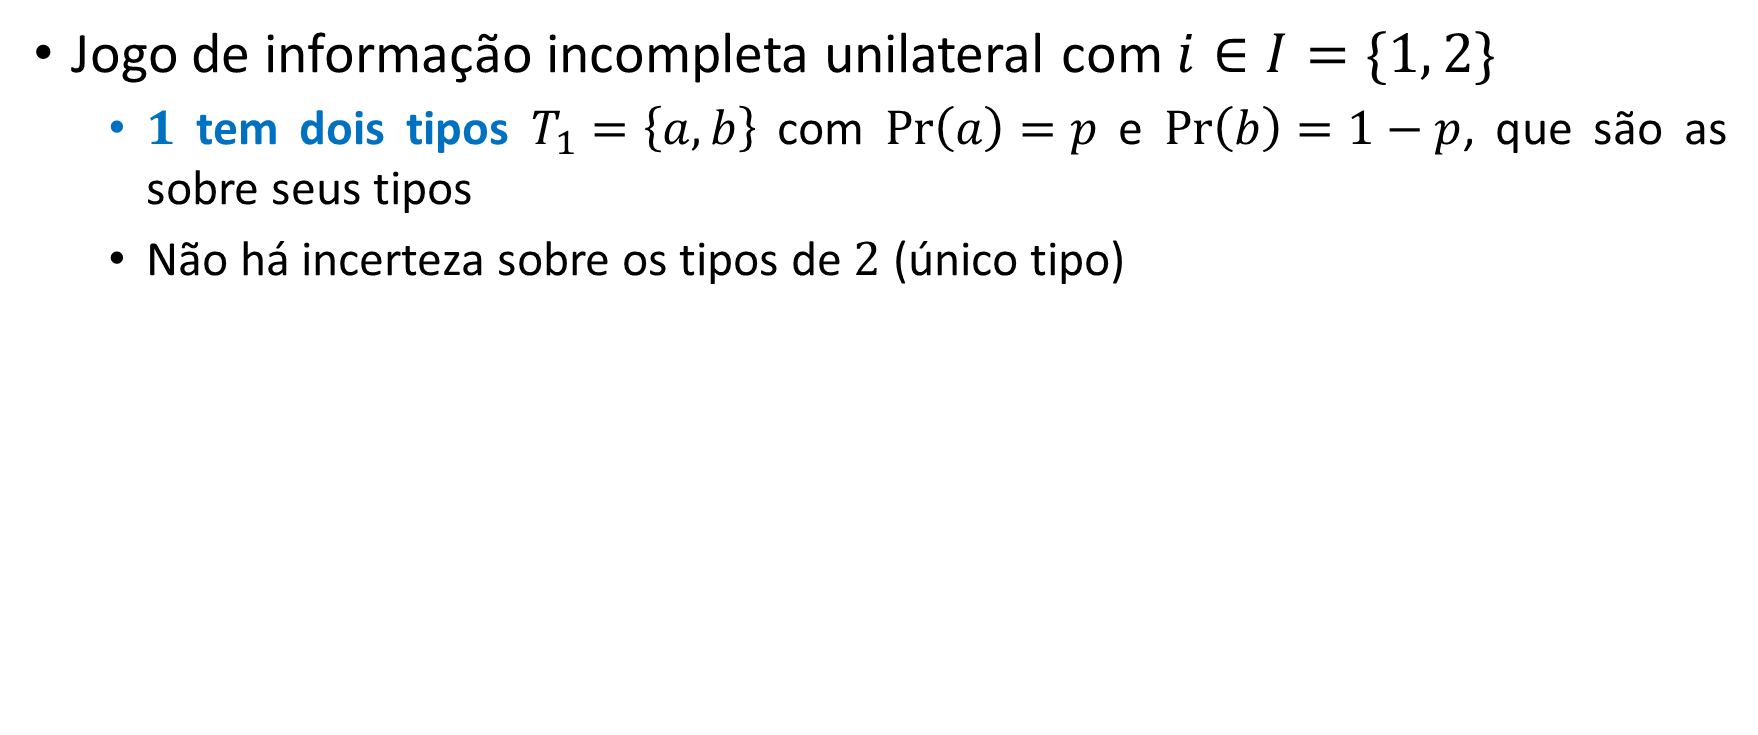 • Jogo de informação incompleta unilateral com 𝑖 ∈ 𝐼 = {1, 2}
• 1 tem dois tipos 𝑇₁ = {𝑎, 𝑏} com Pr(𝑎) = 𝑝 e Pr(𝑏) = 1 − 𝑝, que são as
sobre seus tipos
• Não há incerteza sobre os tipos de 2 (único tipo)